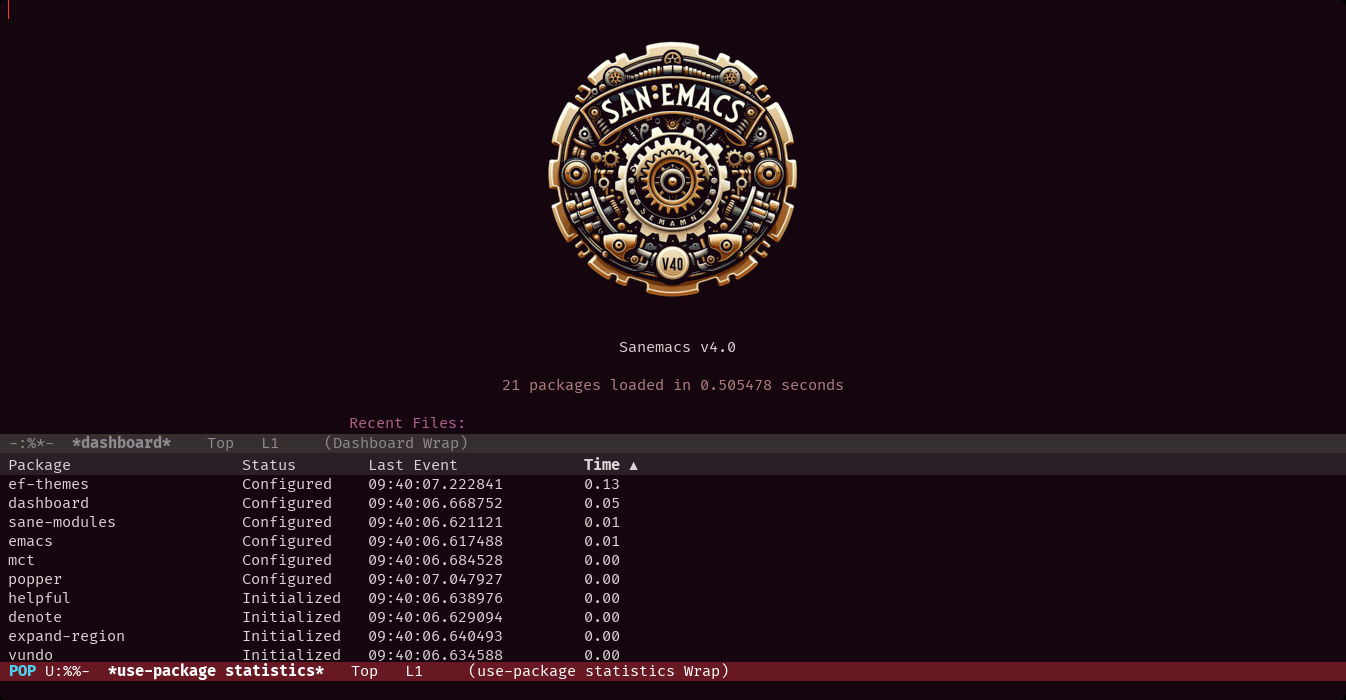 SAN·EMACS
SEMAMNE
V40
Sanemacs v4.0
21 packages loaded in 0.505478 seconds
Recent Files:
-:%*-  *dashboard*    Top   L1     (Dashboard Wrap)
Package                   Status        Last Event              Time ▲
ef-themes                 Configured    09:40:07.222841         0.13
dashboard                 Configured    09:40:06.668752         0.05
sane-modules              Configured    09:40:06.621121         0.01
emacs                     Configured    09:40:06.617488         0.01
mct                       Configured    09:40:06.684528         0.00
popper                    Configured    09:40:07.047927         0.00
helpful                   Initialized   09:40:06.638976         0.00
denote                    Initialized   09:40:06.629094         0.00
expand-region             Initialized   09:40:06.640493         0.00
vundo                     Initialized   09:40:06.634588         0.00
POP U:%%-  *use-package statistics*   Top   L1     (use-package statistics Wrap)